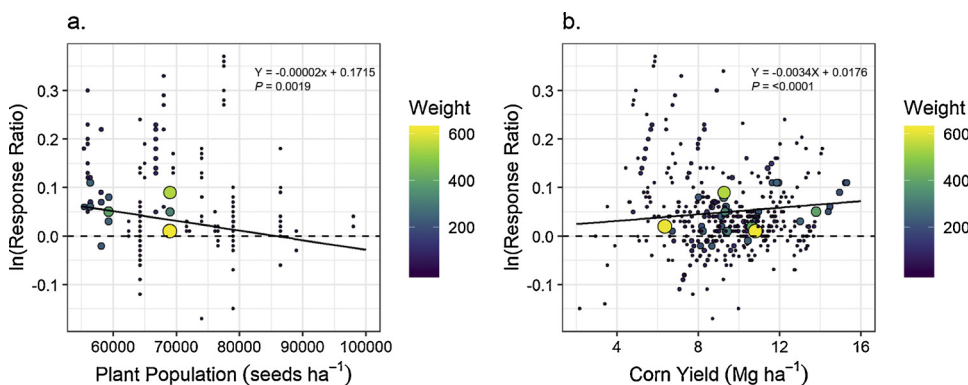 a.
Y = -0.00002x + 0.1715
P = 0.0019
ln(Response Ratio)
0.3
0.2
0.1
0.0
-0.1
60000 70000 80000 90000 100000
Plant Population (seeds ha⁻¹)
Weight
600
400
200
b.
Y = -0.0034X + 0.0176
P = <0.0001
ln(Response Ratio)
0.3
0.2
0.1
0.0
-0.1
4 8 12 16
Corn Yield (Mg ha⁻¹)
Weight
600
400
200